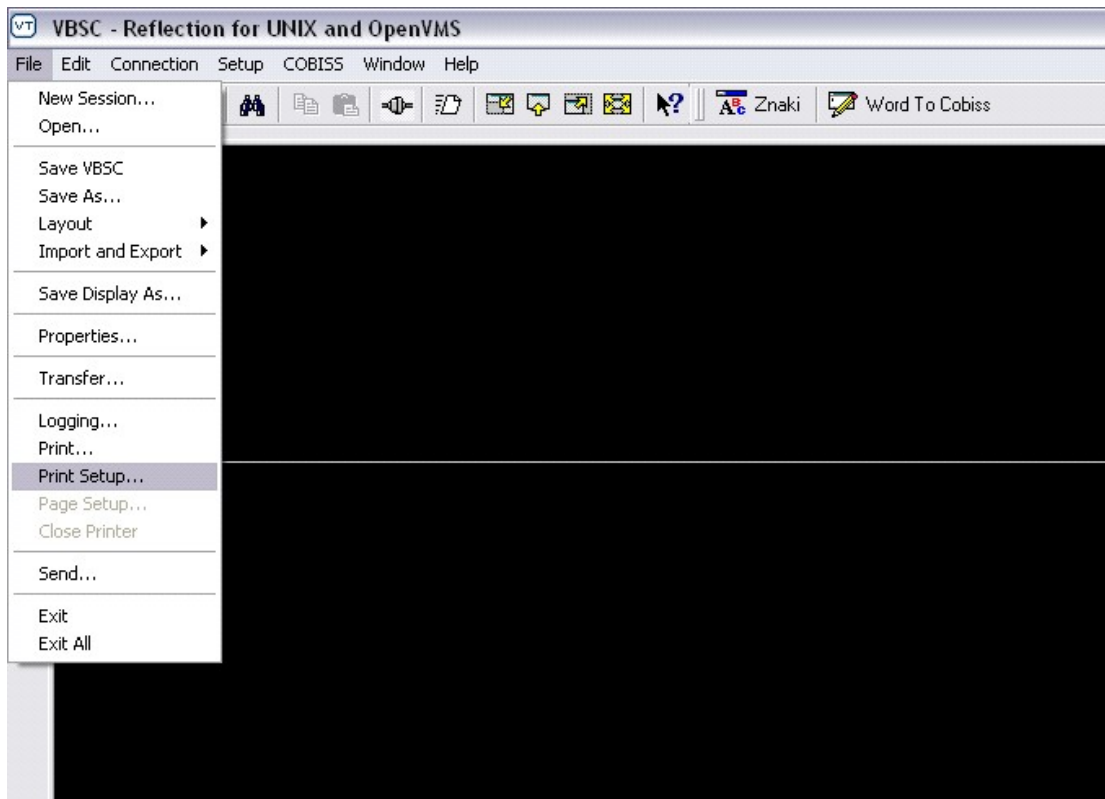 VT VBSC - Reflection for UNIX and OpenVMS
File Edit Connection Setup COBISS Window Help
New Session...
Open...
ABc Znaki Word To Cobiss
Save VBSC
Save As...
Layout
Import and Export
Save Display As...
Properties...
Transfer...
Logging...
Print...
Print Setup...
Page Setup...
Close Printer
Send...
Exit
Exit All